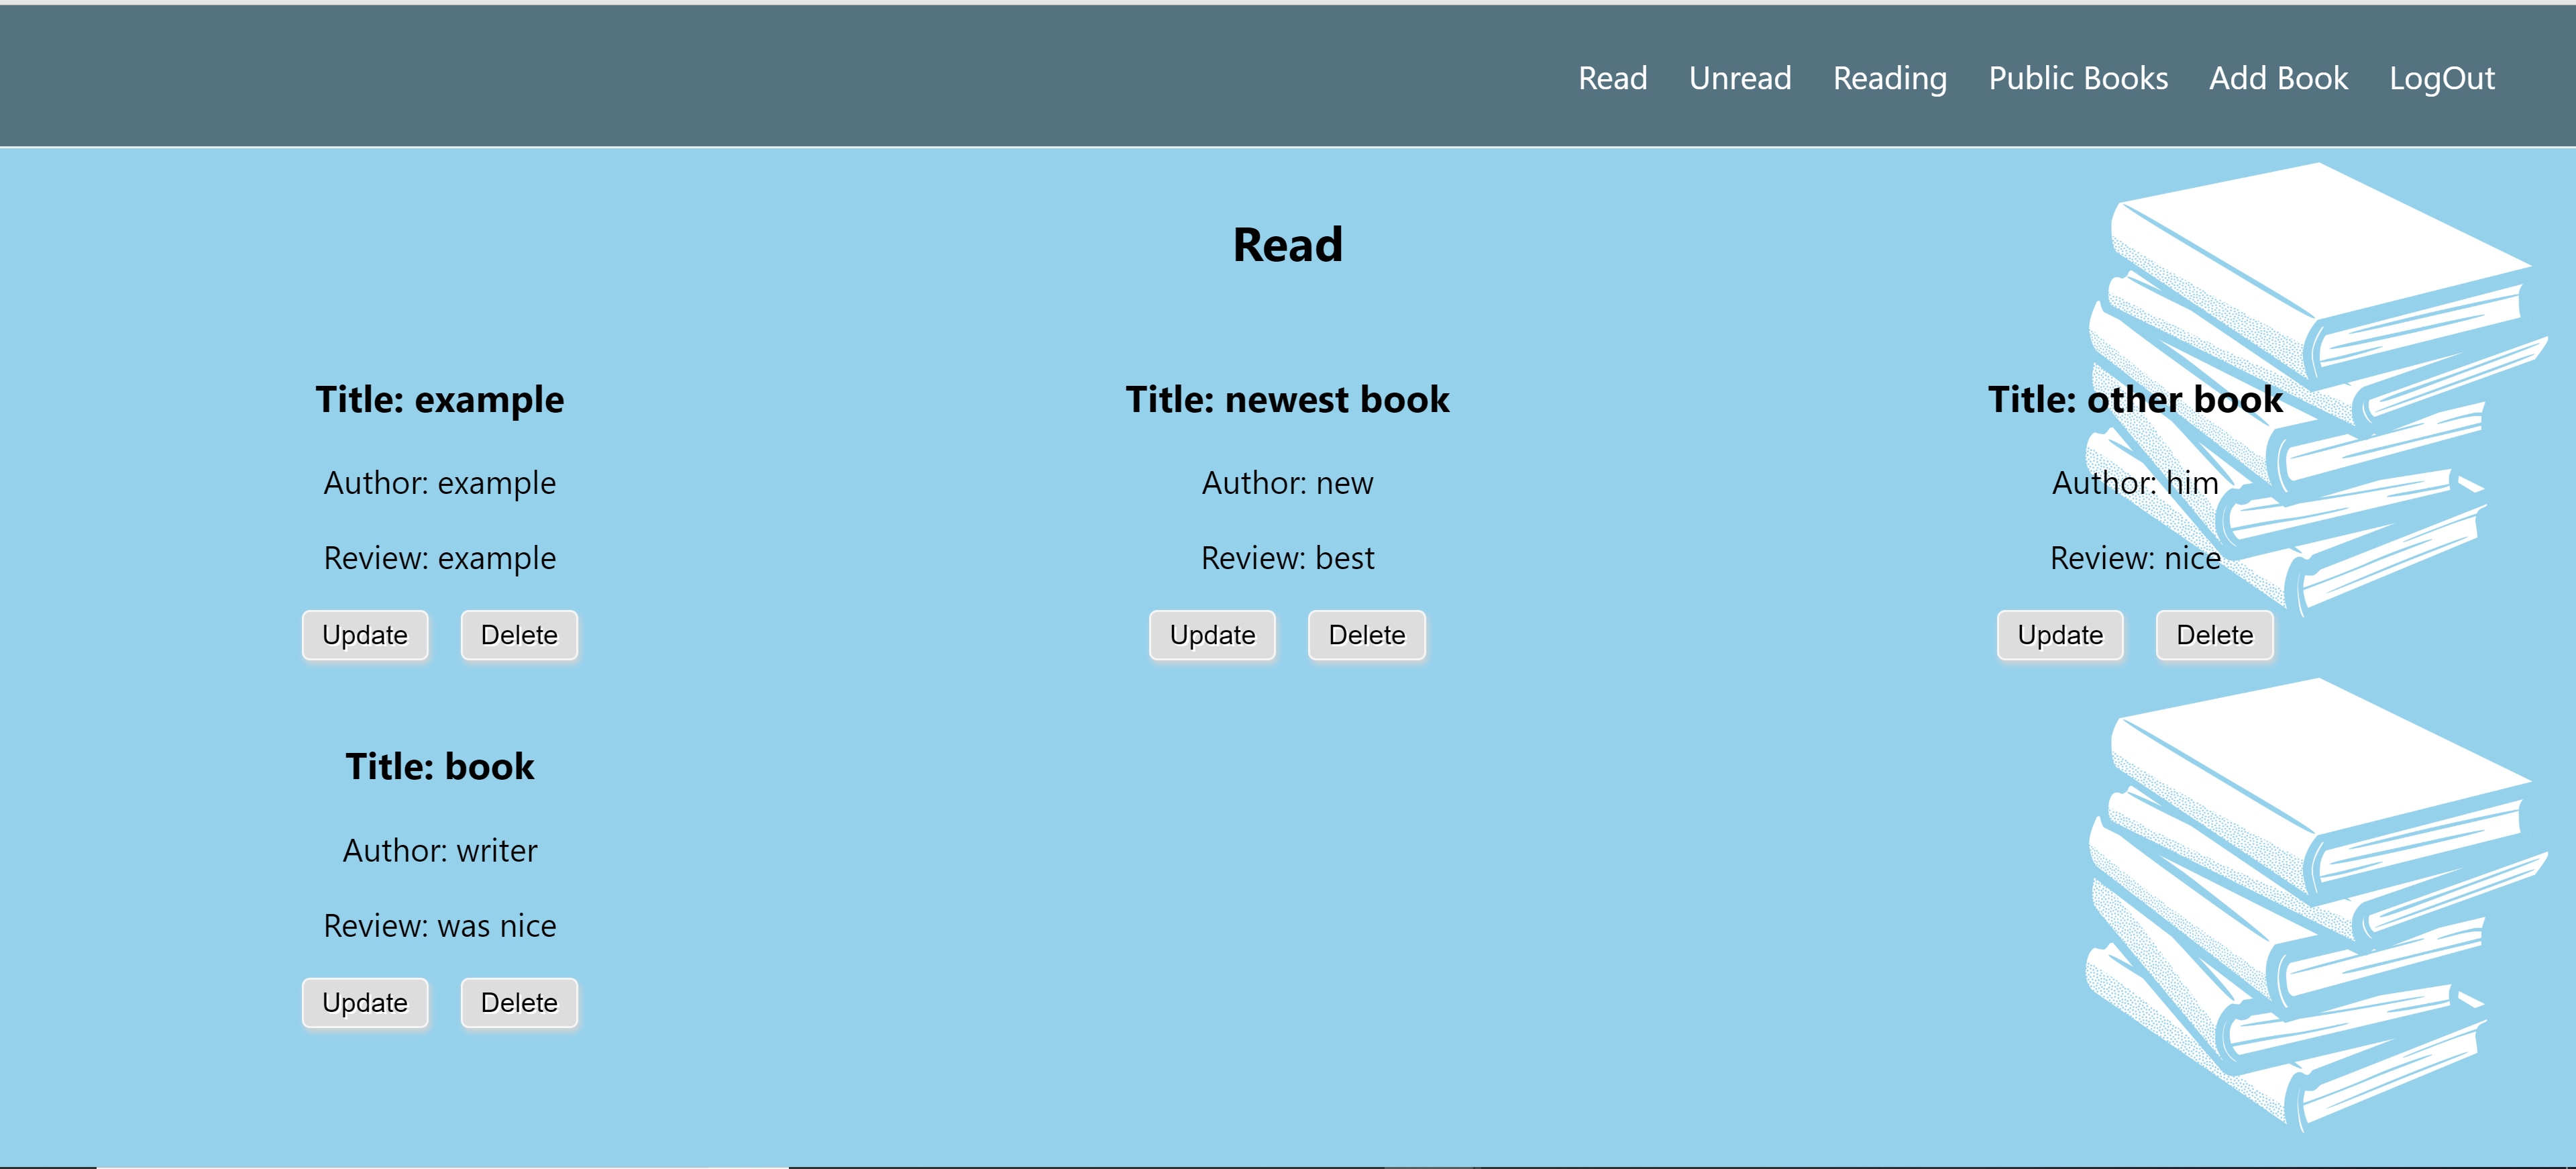 Read Unread Reading Public Books Add Book LogOut
Read
Title: example
Author: example
Review: example
Update Delete
Title: newest book
Author: new
Review: best
Update Delete
Title: other book
Author: him
Review: nice
Update Delete
Title: book
Author: writer
Review: was nice
Update Delete